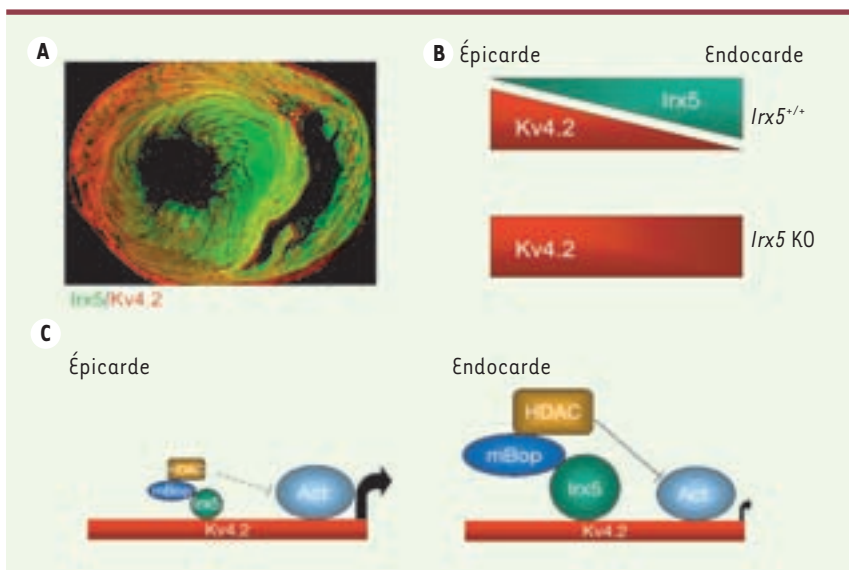 A
Irx5/Kv4.2
B Épicarde Endocarde
Irx5
Kv4.2
Irx5+/+
Kv4.2
Irx5 KO
C
Épicarde
mBop
Irx5
Act
Kv4.2
Endocarde
HDAC
mBop
Irx5
Act
Kv4.2